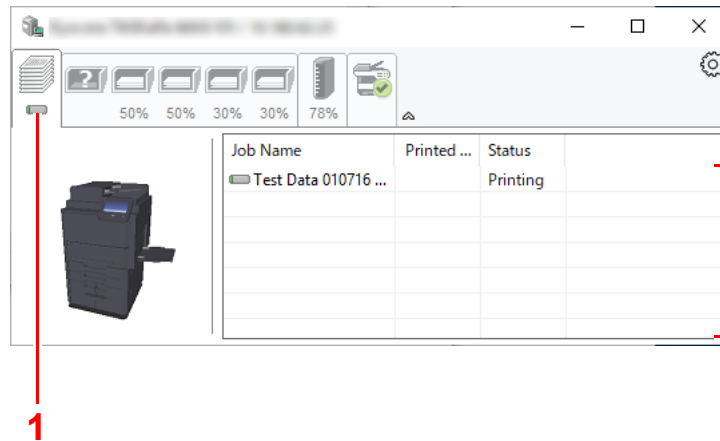 ?
50% 50% 30% 30% 78%
Job Name Printed ... Status
Test Data 010716 ... Printing
1